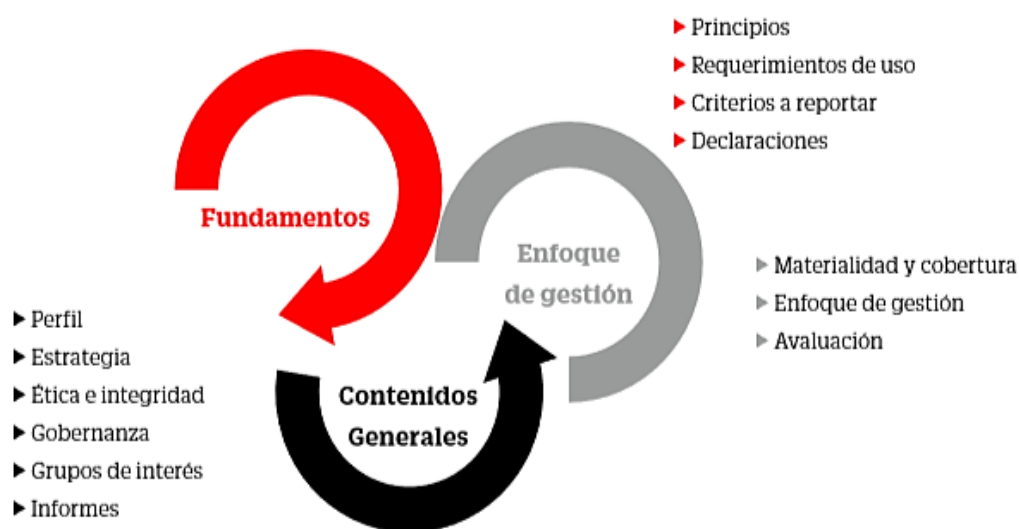 Principios
Requerimientos de uso
Criterios a reportar
Declaraciones
Fundamentos
Enfoque
de gestión
Materialidad y cobertura
Enfoque de gestión
Avaluación
Perfil
Estrategia
Ética e integridad
Gobernanza
Grupos de interés
Informes
Contenidos
Generales